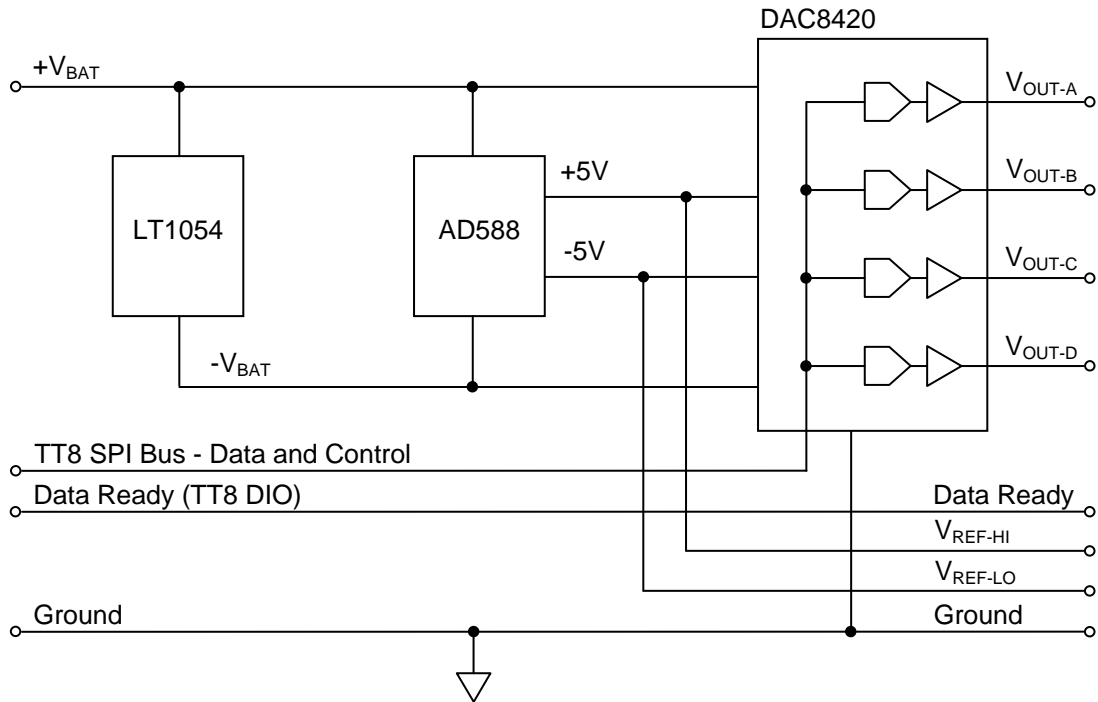 DAC8420
+VBAT
VOUT-A
+5V
VOUT-B
LT1054
AD588
-5V
VOUT-C
-VBAT
VOUT-D
TT8 SPI Bus - Data and Control
Data Ready (TT8 DIO)
Data Ready
VREF-HI
VREF-LO
Ground
Ground